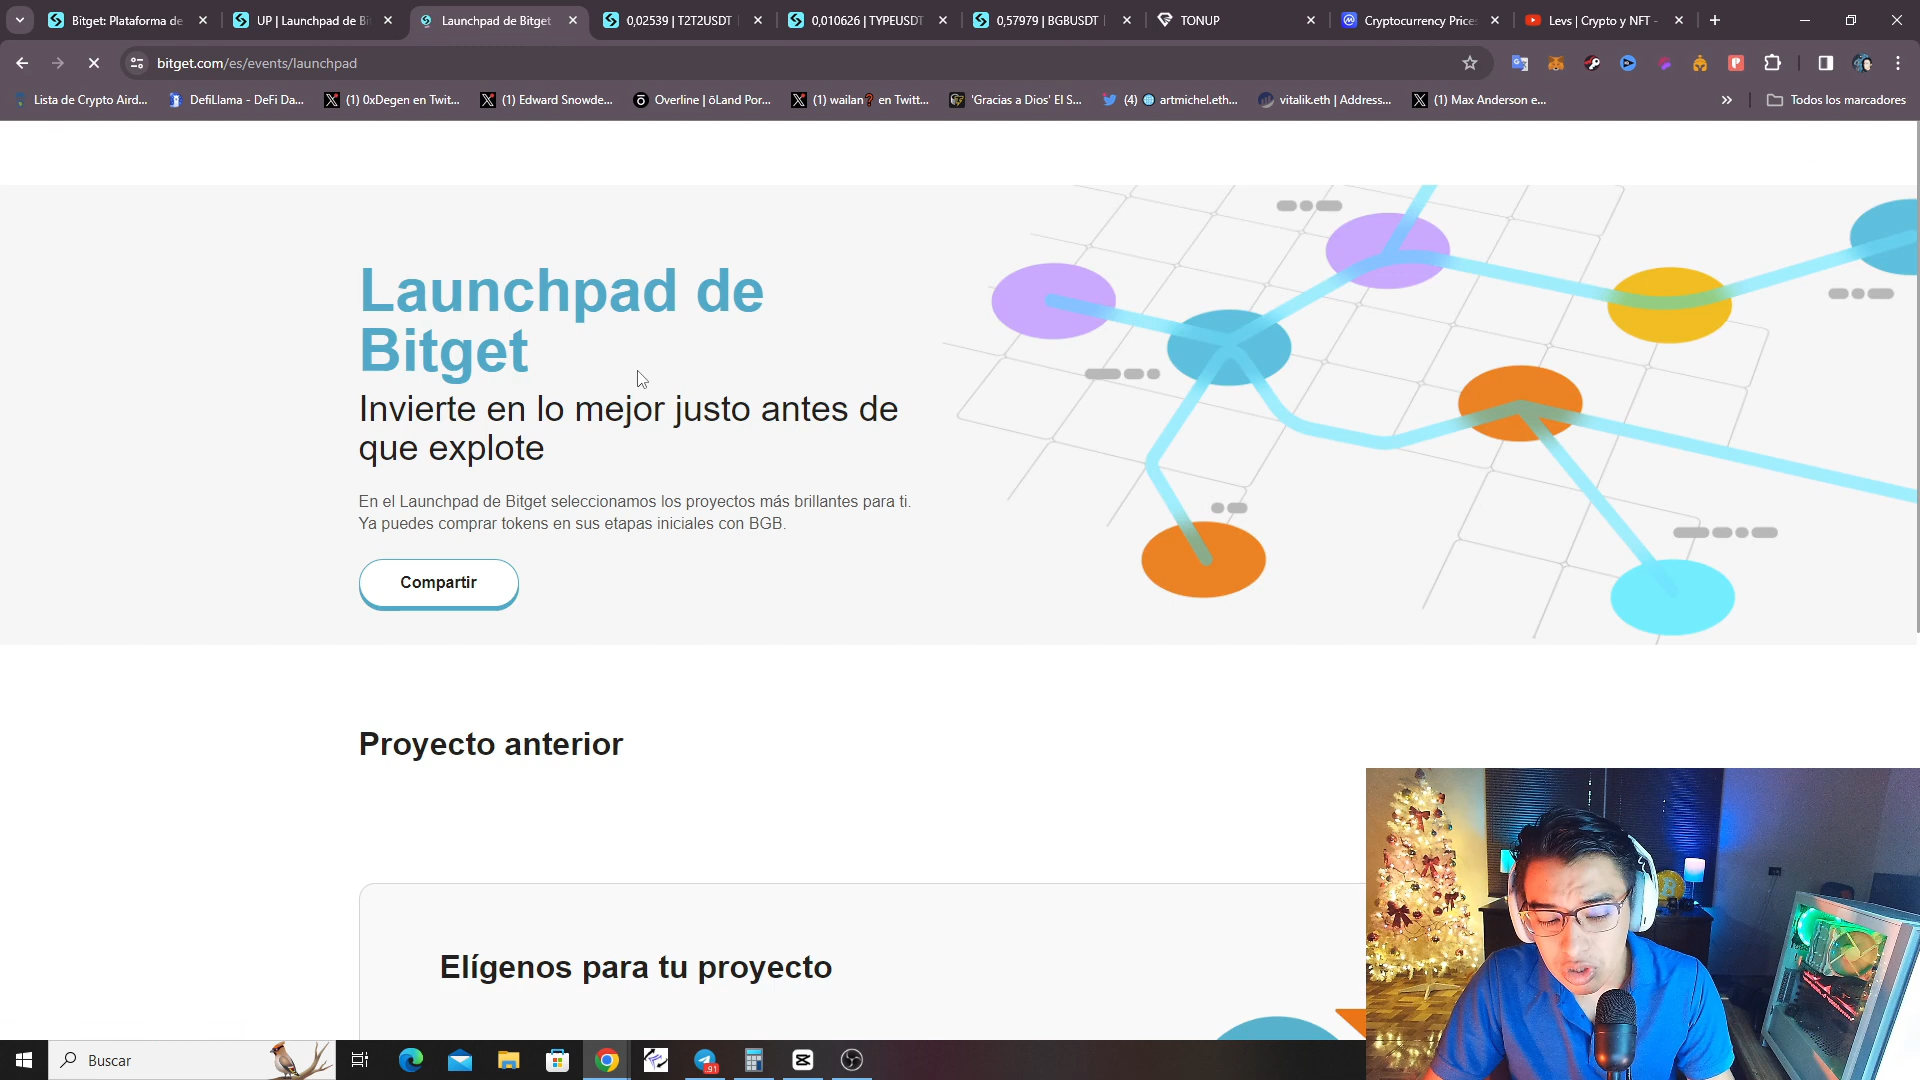 Bitget: Plataforma de
UP | Launchpad de Bi
Launchpad de Bitget
0,02539 | T2T2USDT
0,010626 | TYPEUSDT
0,57979 | BGBUSDT
TONUP
Cryptocurrency Prices
Levs | Crypto y NFT -
bitget.com/es/events/launchpad
Lista de Crypto Aird...
DefiLlama - DeFi Da...
(1) 0xDegen en Twit...
(1) Edward Snowde...
Overline | ōLand Por...
(1) wailan❓ en Twitt...
'Gracias a Dios' El S...
(4) 🌐 artmichel.eth...
vitalik.eth | Address...
(1) Max Anderson e...
Todos los marcadores
Launchpad de
Bitget
Invierte en lo mejor justo antes de
que explote
En el Launchpad de Bitget seleccionamos los proyectos más brillantes para ti.
Ya puedes comprar tokens en sus etapas iniciales con BGB.
Compartir
Proyecto anterior
Elígenos para tu proyecto
Buscar
91